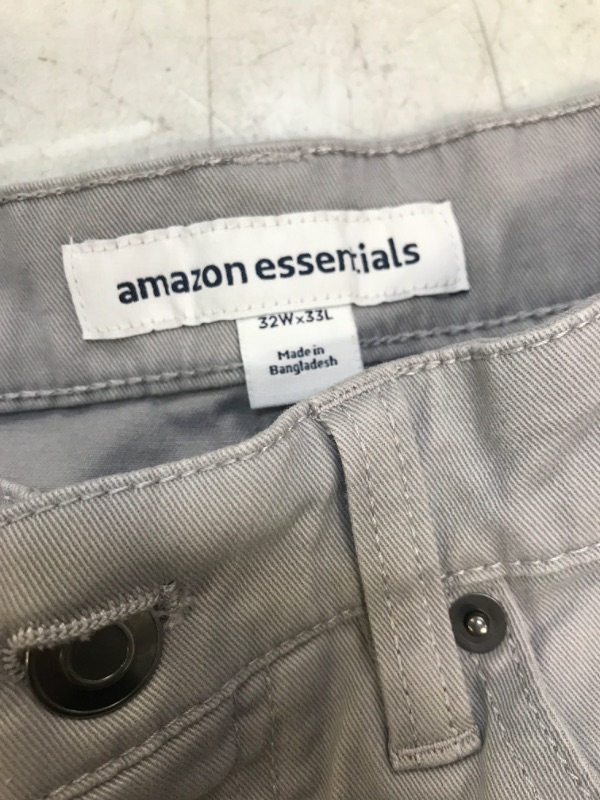 amazon essentials
32W×33L
Made in
Bangladesh